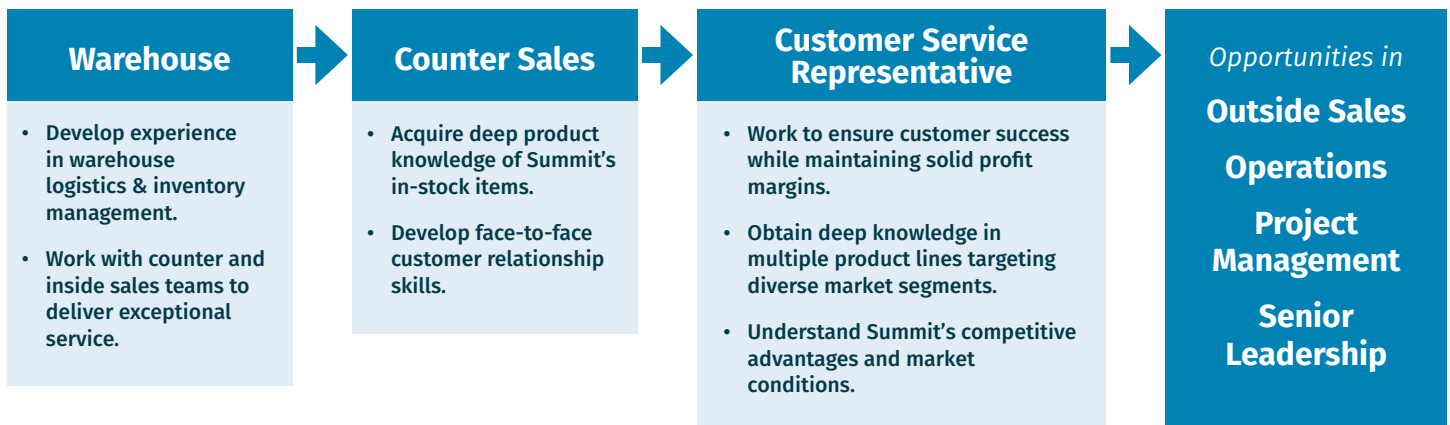 Warehouse
• Develop experience
in warehouse
logistics & inventory
management.
• Work with counter and
inside sales teams to
deliver exceptional
service.
Counter Sales
• Acquire deep product
knowledge of Summit’s
in-stock items.
• Develop face-to-face
customer relationship
skills.
Customer Service
Representative
• Work to ensure customer success
while maintaining solid profit
margins.
• Obtain deep knowledge in
multiple product lines targeting
diverse market segments.
• Understand Summit’s competitive
advantages and market
conditions.
Opportunities in
Outside Sales
Operations
Project
Management
Senior
Leadership